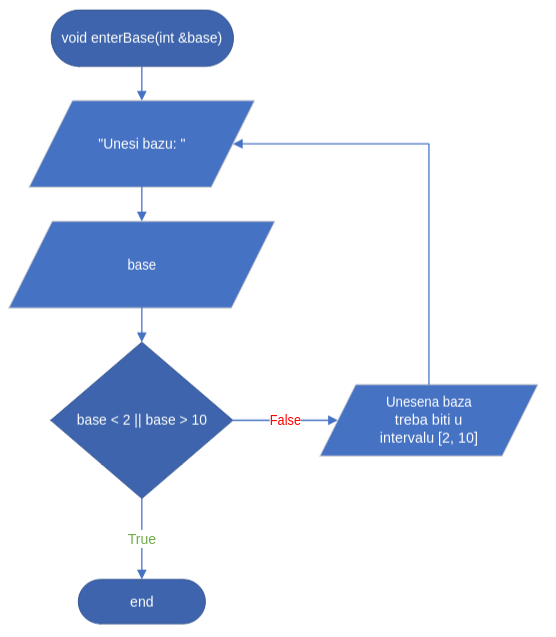 void enterBase(int &base)
"Unesi bazu: "
base
base < 2 || base > 10
False
Unesena baza
treba biti u
intervalu [2, 10]
True
end